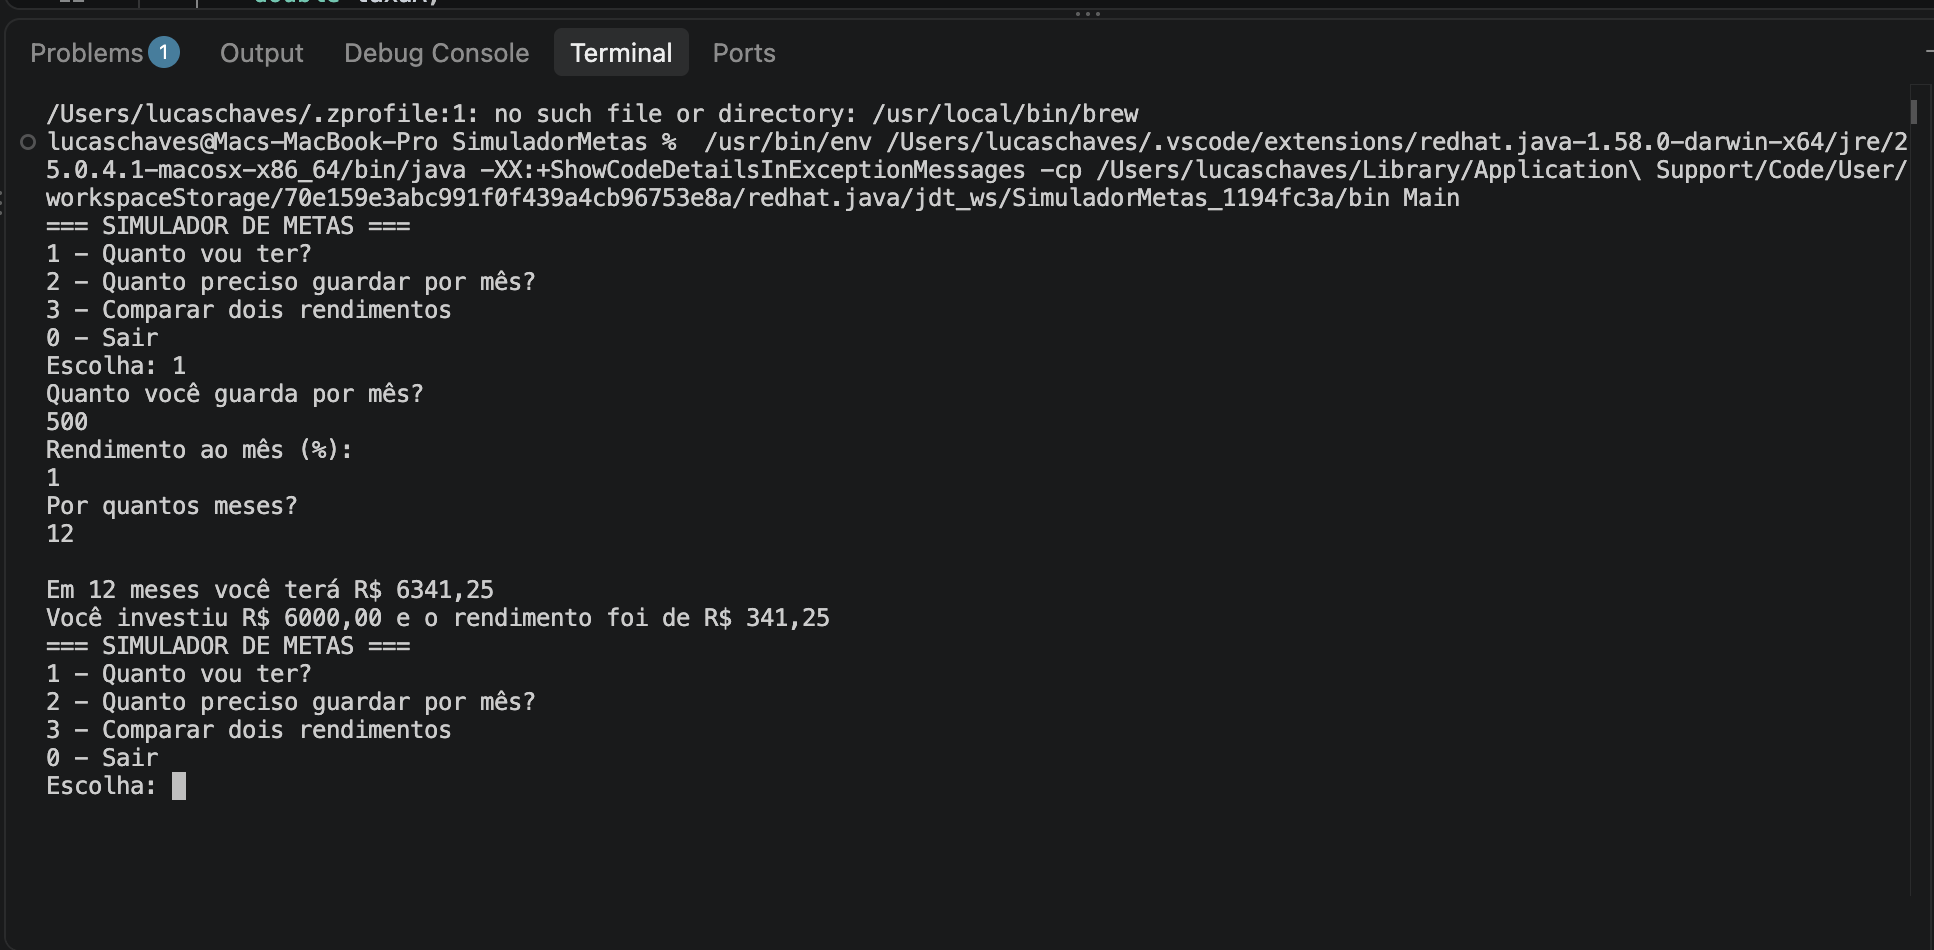 Problems 1 Output Debug Console Terminal Ports
/Users/lucaschaves/.zprofile:1: no such file or directory: /usr/local/bin/brew
lucaschaves@Macs-MacBook-Pro SimuladorMetas %  /usr/bin/env /Users/lucaschaves/.vscode/extensions/redhat.java-1.58.0-darwin-x64/jre/2
5.0.4.1-macosx-x86_64/bin/java -XX:+ShowCodeDetailsInExceptionMessages -cp /Users/lucaschaves/Library/Application\ Support/Code/User/
workspaceStorage/70e159e3abc991f0f439a4cb96753e8a/redhat.java/jdt_ws/SimuladorMetas_1194fc3a/bin Main
=== SIMULADOR DE METAS ===
1 - Quanto vou ter?
2 - Quanto preciso guardar por mês?
3 - Comparar dois rendimentos
0 - Sair
Escolha: 1
Quanto você guarda por mês?
500
Rendimento ao mês (%):
1
Por quantos meses?
12
Em 12 meses você terá R$ 6341,25
Você investiu R$ 6000,00 e o rendimento foi de R$ 341,25
=== SIMULADOR DE METAS ===
1 - Quanto vou ter?
2 - Quanto preciso guardar por mês?
3 - Comparar dois rendimentos
0 - Sair
Escolha: